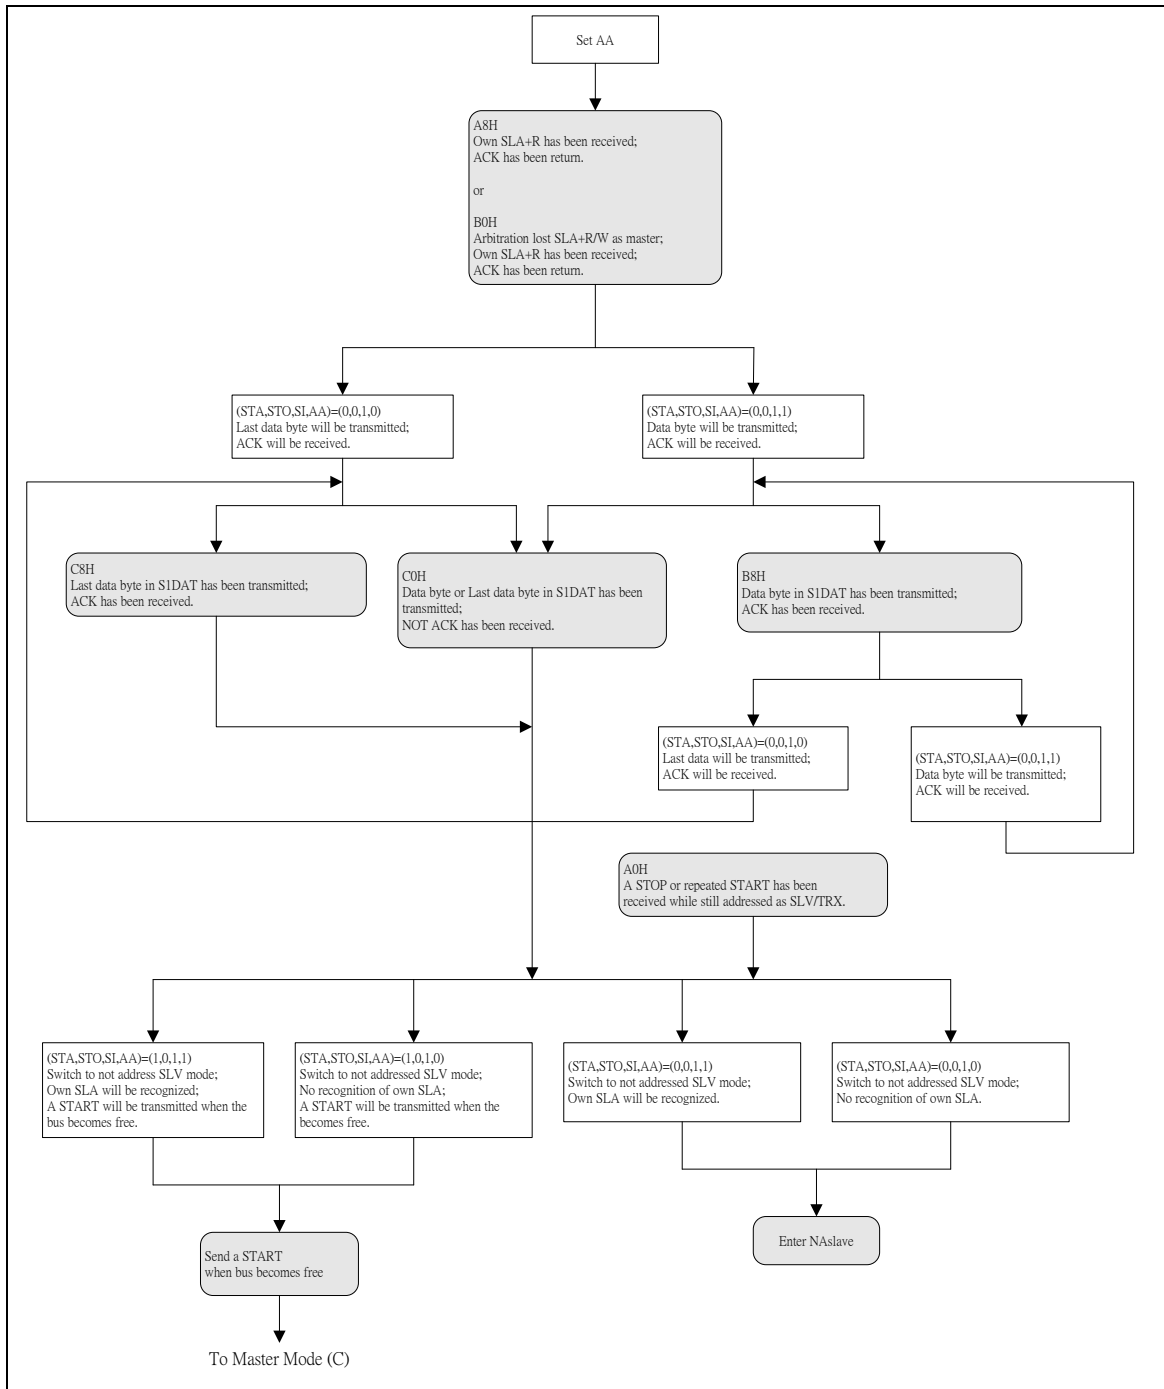 Set AA
A8H
Own SLA+R has been received;
ACK has been return.
or
B0H
Arbitration lost SLA+R/W as master;
Own SLA+R has been received;
ACK has been return.
(STA,STO,SI,AA)=(0,0,1,0)
Last data byte will be transmitted;
ACK will be received.
(STA,STO,SI,AA)=(0,0,1,1)
Data byte will be transmitted;
ACK will be received.
C8H
Last data byte in S1DAT has been transmitted;
ACK has been received.
C0H
Data byte or Last data byte in S1DAT has been
transmitted;
NOT ACK has been received.
B8H
Data byte in S1DAT has been transmitted;
ACK has been received.
(STA,STO,SI,AA)=(0,0,1,0)
Last data will be transmitted;
ACK will be received.
(STA,STO,SI,AA)=(0,0,1,1)
Data byte will be transmitted;
ACK will be received.
A0H
A STOP or repeated START has been
received while still addressed as SLV/TRX.
(STA,STO,SI,AA)=(1,0,1,1)
Switch to not address SLV mode;
Own SLA will be recognized;
A START will be transmitted when the
bus becomes free.
(STA,STO,SI,AA)=(1,0,1,0)
Switch to not addressed SLV mode;
No recognition of own SLA;
A START will be transmitted when the
becomes free.
(STA,STO,SI,AA)=(0,0,1,1)
Switch to not addressed SLV mode;
Own SLA will be recognized.
(STA,STO,SI,AA)=(0,0,1,0)
Switch to not addressed SLV mode;
No recognition of own SLA.
Send a START
when bus becomes free
Enter NAslave
To Master Mode (C)